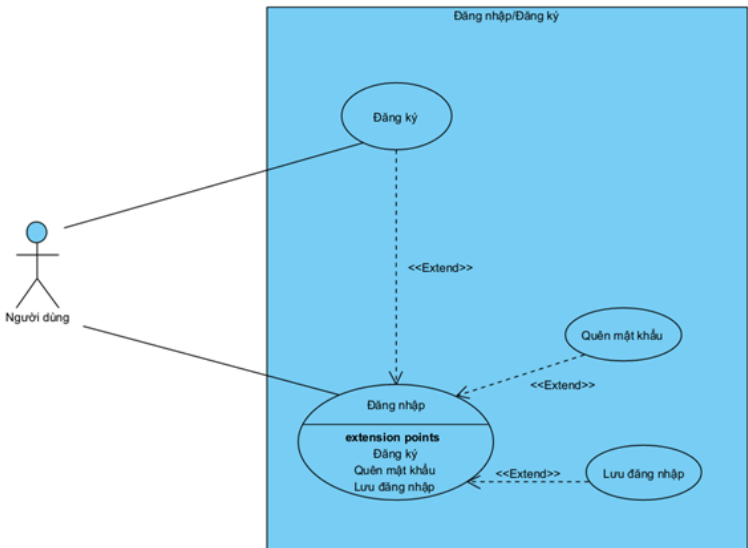 Đăng nhập/Đăng ký
Đăng ký
<<Extend>>
Người dùng
Quên mật khẩu
<<Extend>>
Đăng nhập
extension points
Đăng ký
Quên mật khẩu
Lưu đăng nhập
<<Extend>>
Lưu đăng nhập